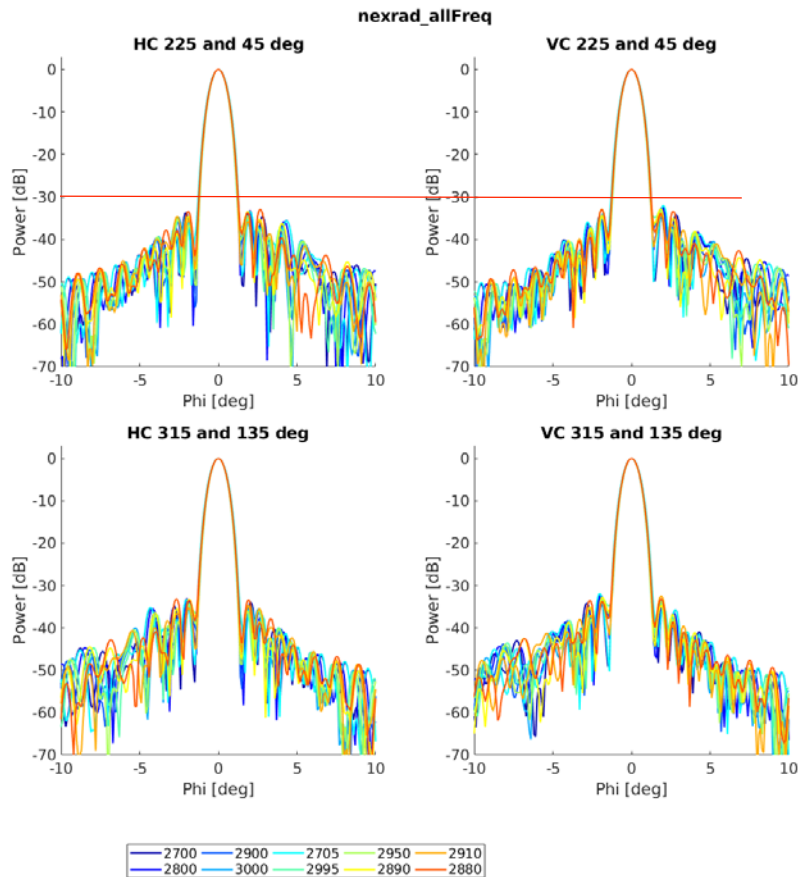 nexrad_allFreq
HC 225 and 45 deg
VC 225 and 45 deg
0
-10
-20
-30
-40
-50
-60
-70
Power [dB]
-10 -5 0 5 10
Phi [deg]
0
-10
-20
-30
-40
-50
-60
-70
Power [dB]
-10 -5 0 5 10
Phi [deg]
HC 315 and 135 deg
VC 315 and 135 deg
0
-10
-20
-30
-40
-50
-60
-70
Power [dB]
-10 -5 0 5 10
Phi [deg]
0
-10
-20
-30
-40
-50
-60
-70
Power [dB]
-10 -5 0 5 10
Phi [deg]
2700 2900 2705 2950 2910
2800 3000 2995 2890 2880